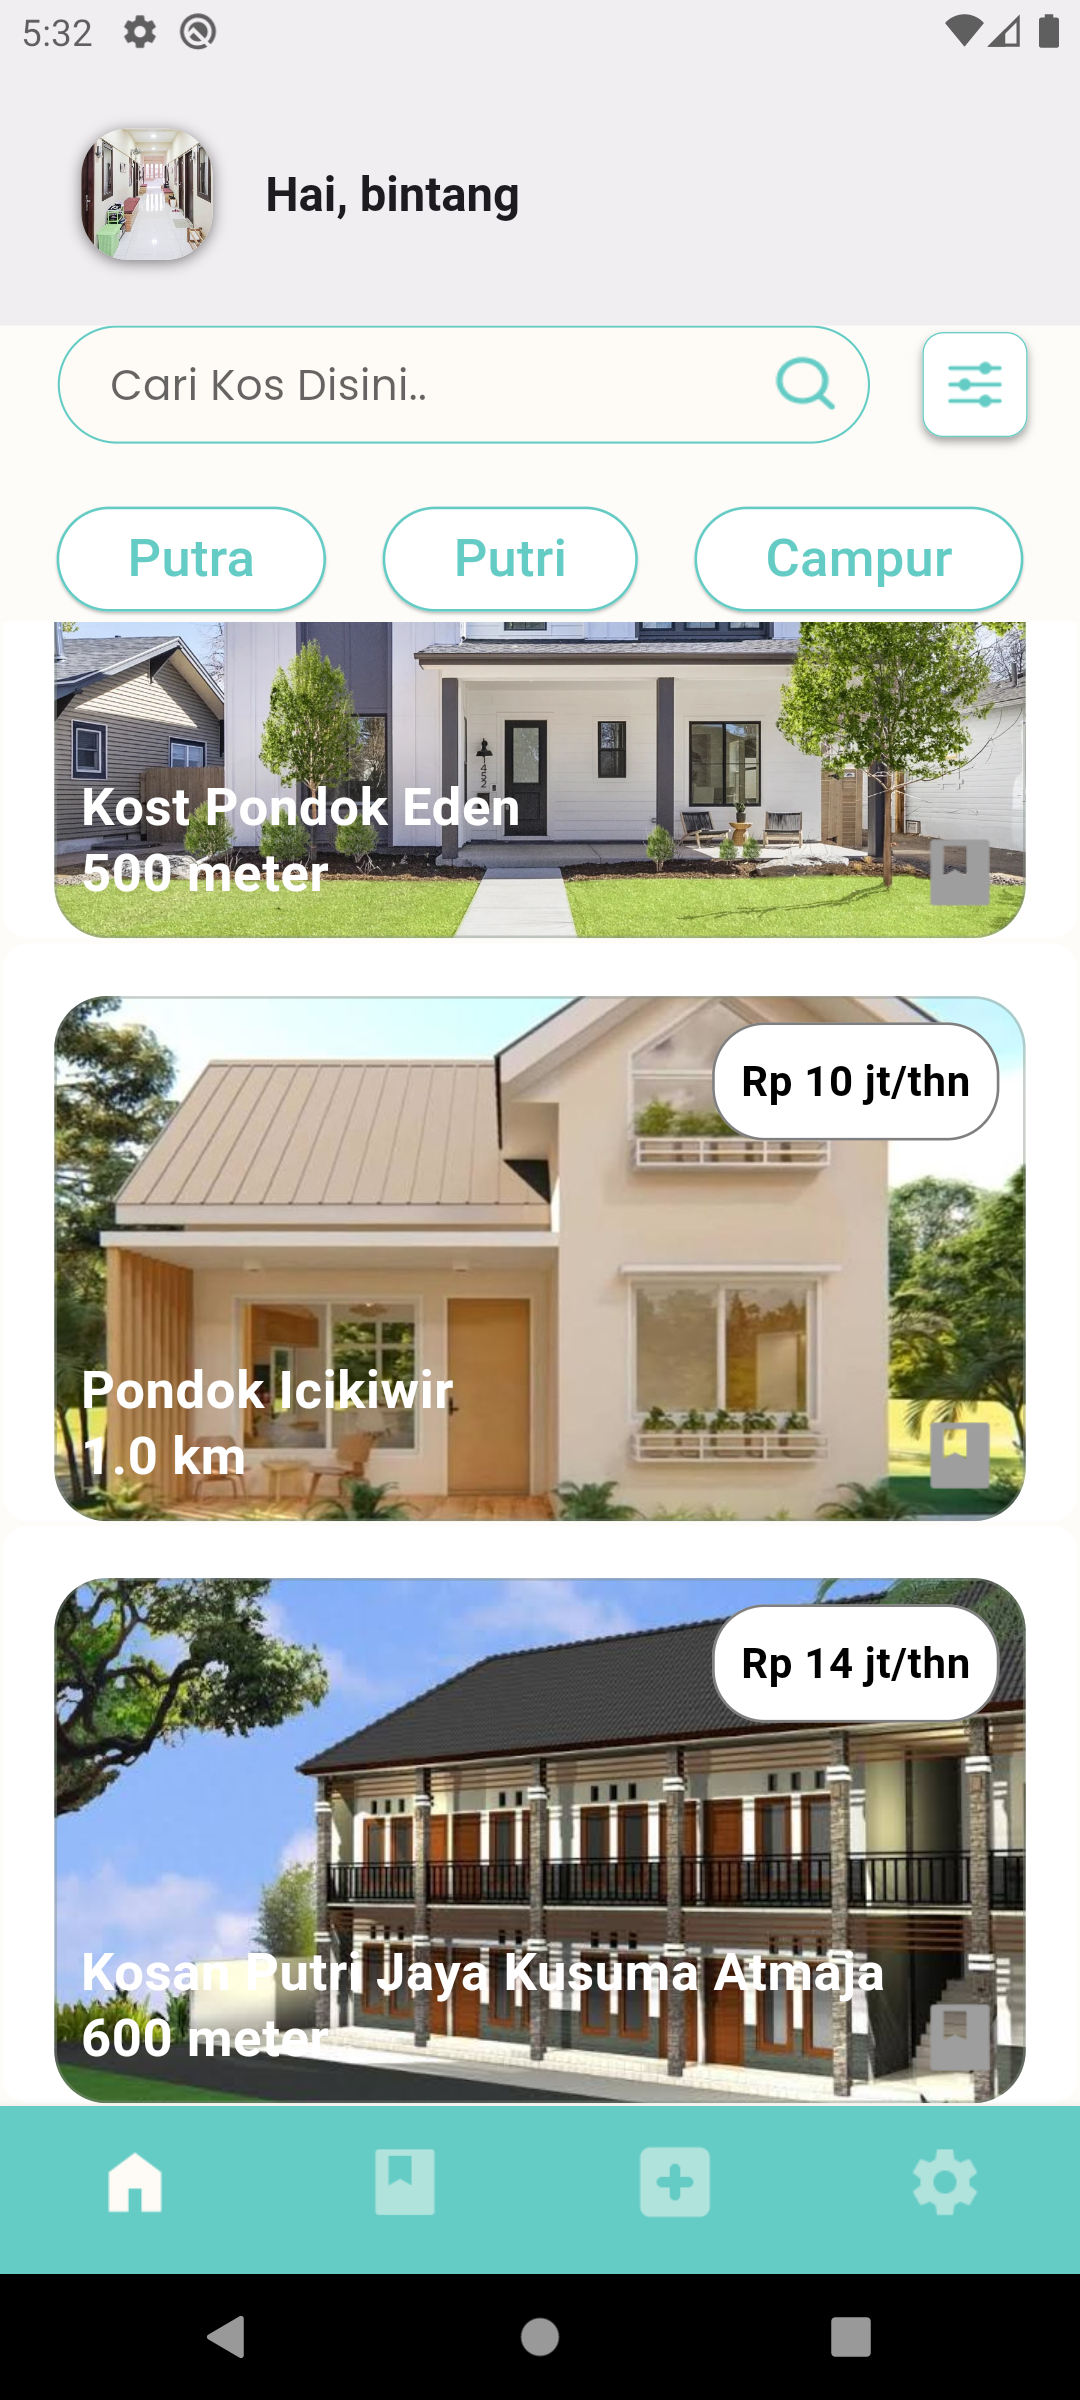 5:32
Hai, bintang
Cari Kos Disini..
Putra
Putri
Campur
1452
Kost Pondok Eden
500 meter
Rp 10 jt/thn
Pondok Icikiwir
1.0 km
Rp 14 jt/thn
Kosan Putri Jaya Kusuma Atmaja
600 meter